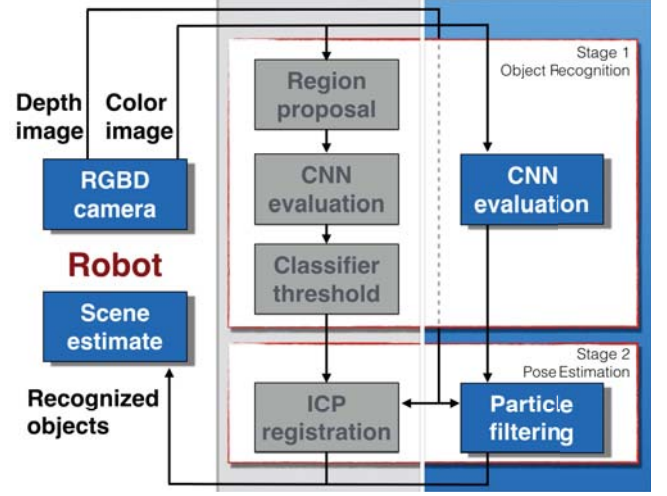 Stage 1
Object Recognition
Depth
image
Color
image
Region
proposal
RGBD
camera
CNN
evaluation
CNN
evaluation
Robot
Classifier
threshold
Scene
estimate
Stage 2
Pose Estimation
Recognized
objects
ICP
registration
Particle
filtering